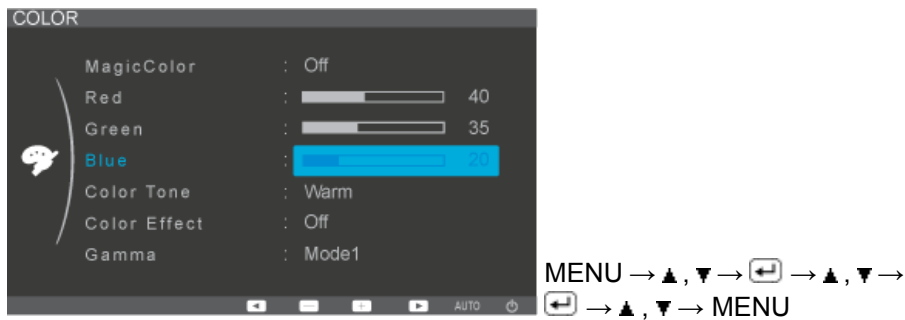 COLOR
MagicColor : Off
Red : 40
Green : 35
Blue : 20
Color Tone : Warm
Color Effect : Off
Gamma : Mode1
AUTO
MENU → ▲ , ▼ → ↵ → ▲ , ▼ →
↵ → ▲ , ▼ → MENU